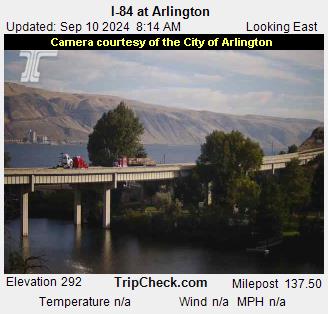 I-84 at Arlington
Updated: Sep 10 2024 8:14 AM Looking East
Camera courtesy of the City of Arlington
Elevation 292 TripCheck.com Milepost 137.50
Temperature n/a Wind n/a MPH n/a